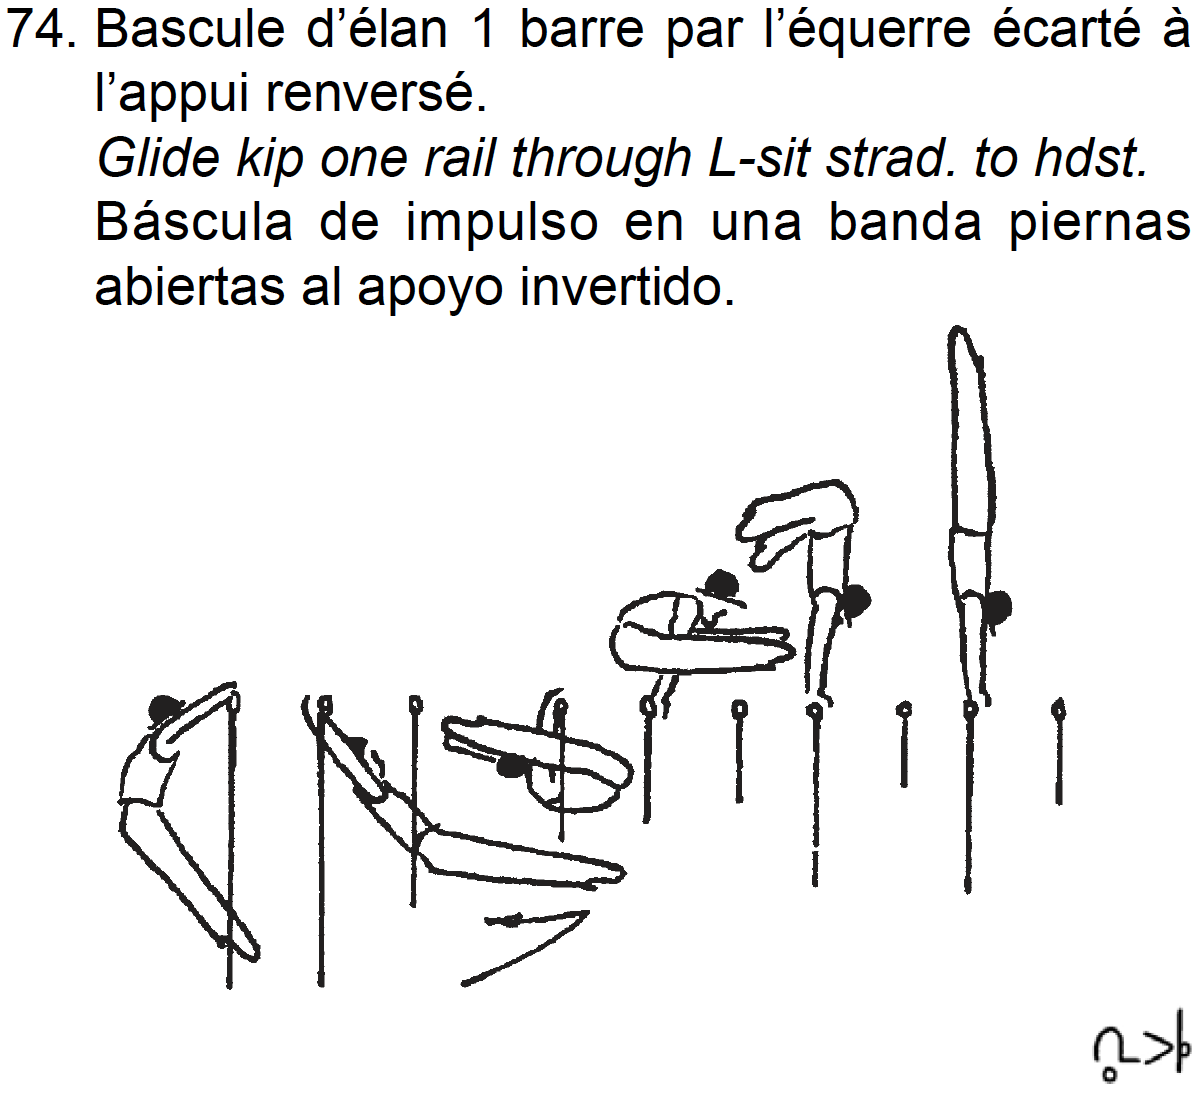 74. Bascule d’élan 1 barre par l’équerre écarté à
l’appui renversé.
Glide kip one rail through L-sit strad. to hdst.
Báscula de impulso en una banda piernas
abiertas al apoyo invertido.